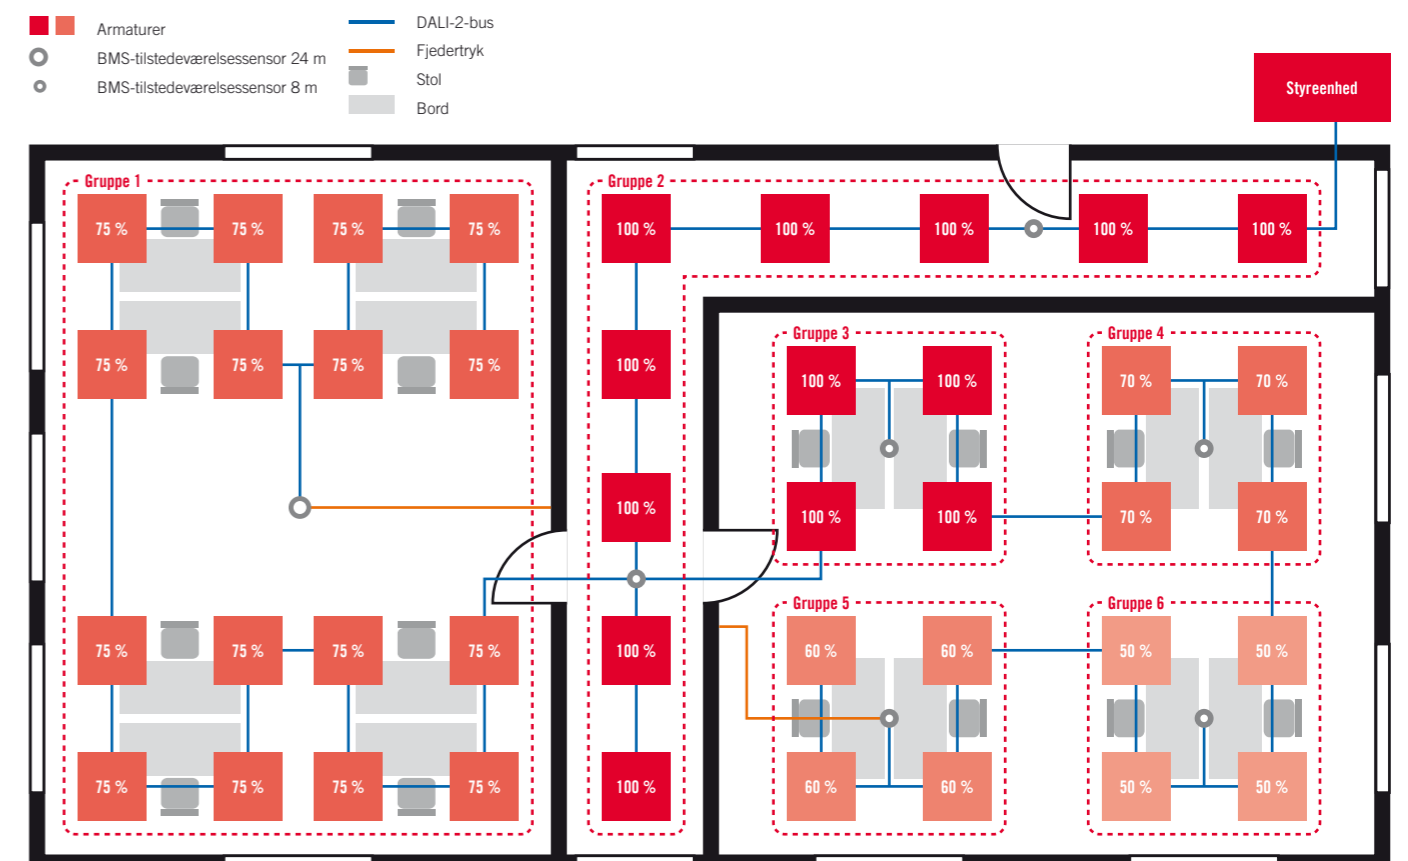 Armaturer
BMS-tilstedeværelsessensor 24 m
BMS-tilstedeværelsessensor 8 m
DALI-2-bus
Fjedertryk
Stol
Bord
Styreenhed
Gruppe 1
75 % 75 % 75 % 75 %
75 % 75 % 75 % 75 %
75 % 75 % 75 % 75 %
75 % 75 % 75 % 75 %
Gruppe 2
100 % 100 % 100 % 100 % 100 %
100 %
100 %
100 %
100 %
Gruppe 3
100 % 100 %
100 % 100 %
Gruppe 4
70 % 70 %
70 % 70 %
Gruppe 5
60 % 60 %
60 % 60 %
Gruppe 6
50 % 50 %
50 % 50 %